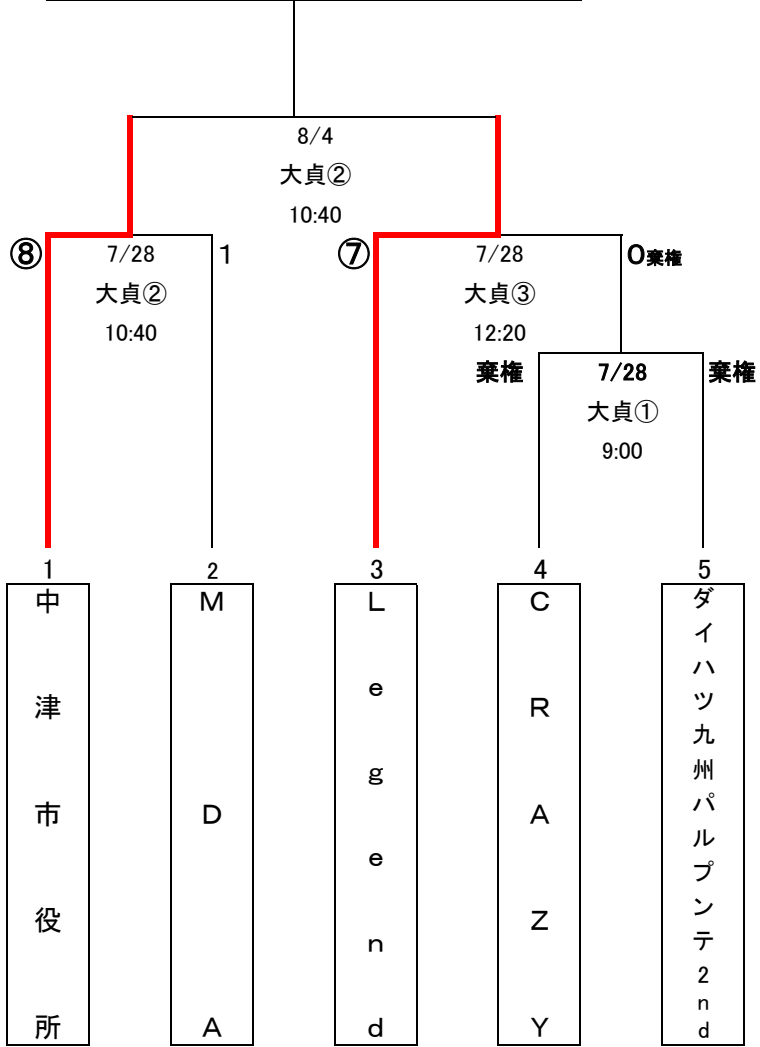 8/4
大貞②
10:40
⑧
7/28
大貞②
10:40
1
⑦
7/28
大貞③
12:20
0棄権
棄権
7/28
大貞①
9:00
棄権
1
2
3
4
5
中津市役所
MDA
Legend
CRAZY
ダイハツ九州パルプンテ2nd